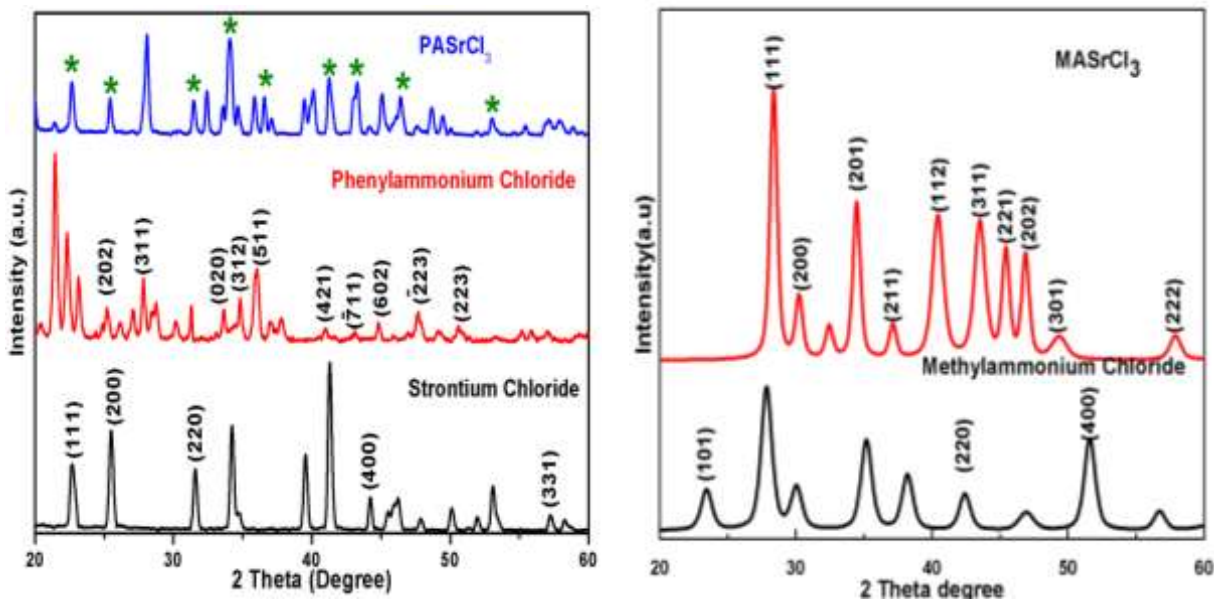 PASrCl3
* * * * * * * * * *
Phenylammonium Chloride
(202) (311) (020) (312) (511) (421) (7̄11) (602) (2̄23) (223)
Strontium Chloride
(111) (200) (220) (400) (331)
Intensity (a.u.)
20 30 40 50 60
2 Theta (Degree)
MASrCl3
(111) (200) (201) (211) (112) (311) (221) (202) (301) (222)
Methylammonium Chloride
(101) (220) (400)
Intensity(a.u)
20 30 40 50 60
2 Theta degree